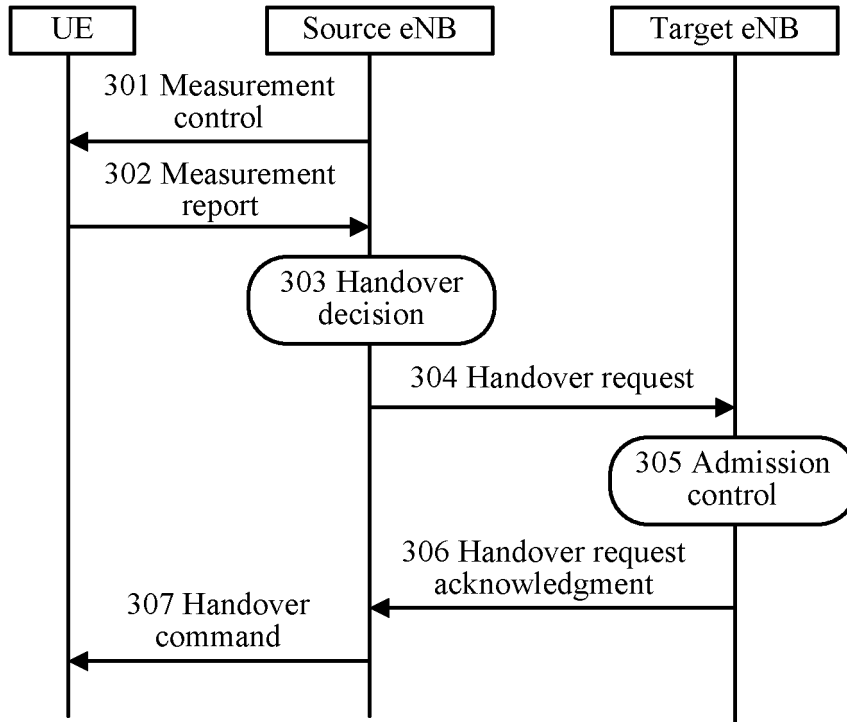 UE
Source eNB
Target eNB
301 Measurement
control
302 Measurement
report
303 Handover
decision
304 Handover request
305 Admission
control
306 Handover request
acknowledgment
307 Handover
command